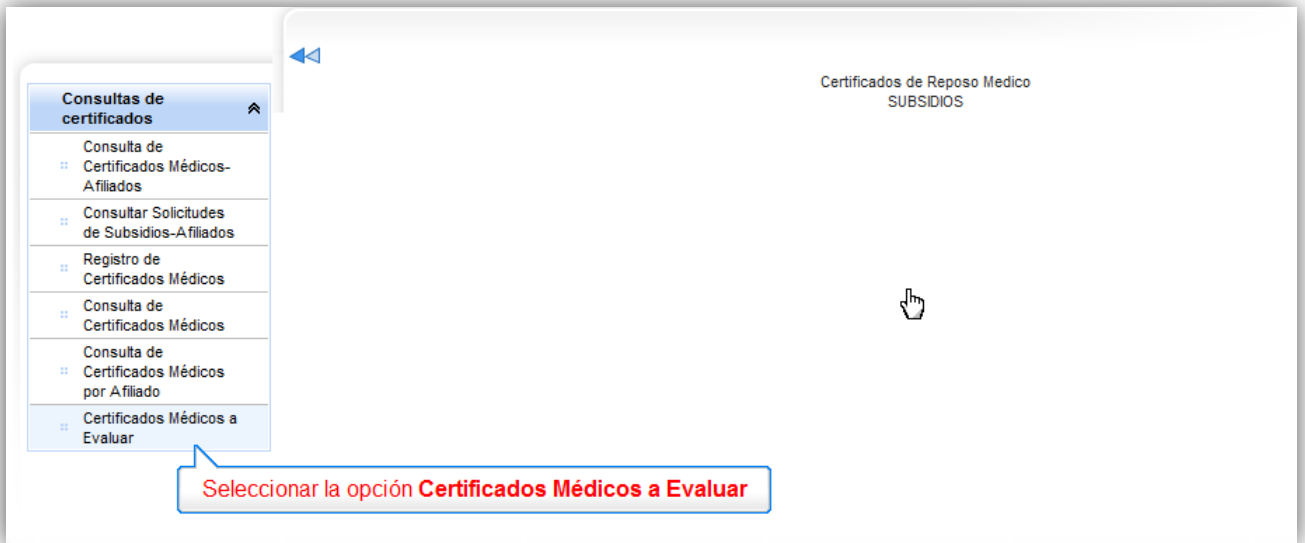 Certificados de Reposo Medico
SUBSIDIOS
Consultas de
certificados
Consulta de
Certificados Médicos-
Afiliados
Consultar Solicitudes
de Subsidios-Afiliados
Registro de
Certificados Médicos
Consulta de
Certificados Médicos
Consulta de
Certificados Médicos
por Afiliado
Certificados Médicos a
Evaluar
Seleccionar la opción Certificados Médicos a Evaluar